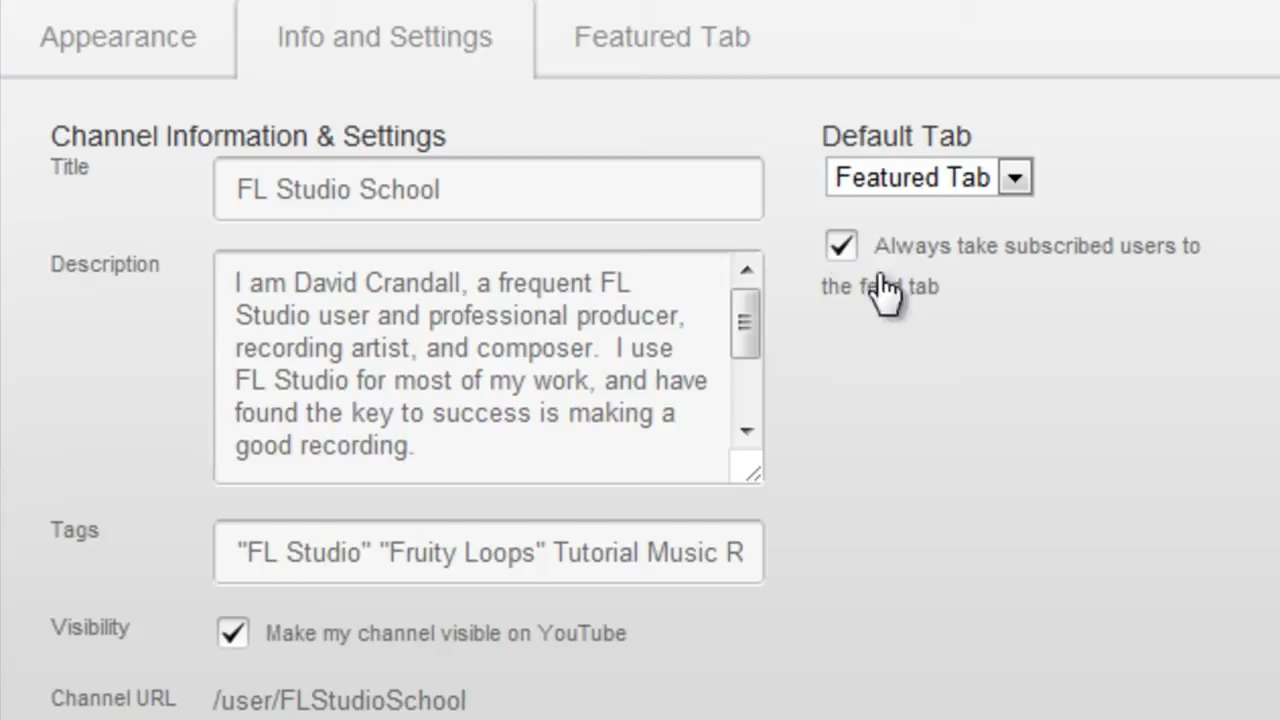 Appearance
Info and Settings
Featured Tab
Channel Information & Settings
Title
FL Studio School
Description
I am David Crandall, a frequent FL
Studio user and professional producer,
recording artist, and composer.  I use
FL Studio for most of my work, and have
found the key to success is making a
good recording.
Tags
"FL Studio" "Fruity Loops" Tutorial Music R
Visibility
Make my channel visible on YouTube
Channel URL
/user/FLStudioSchool
Default Tab
Featured Tab
Always take subscribed users to
the feed tab